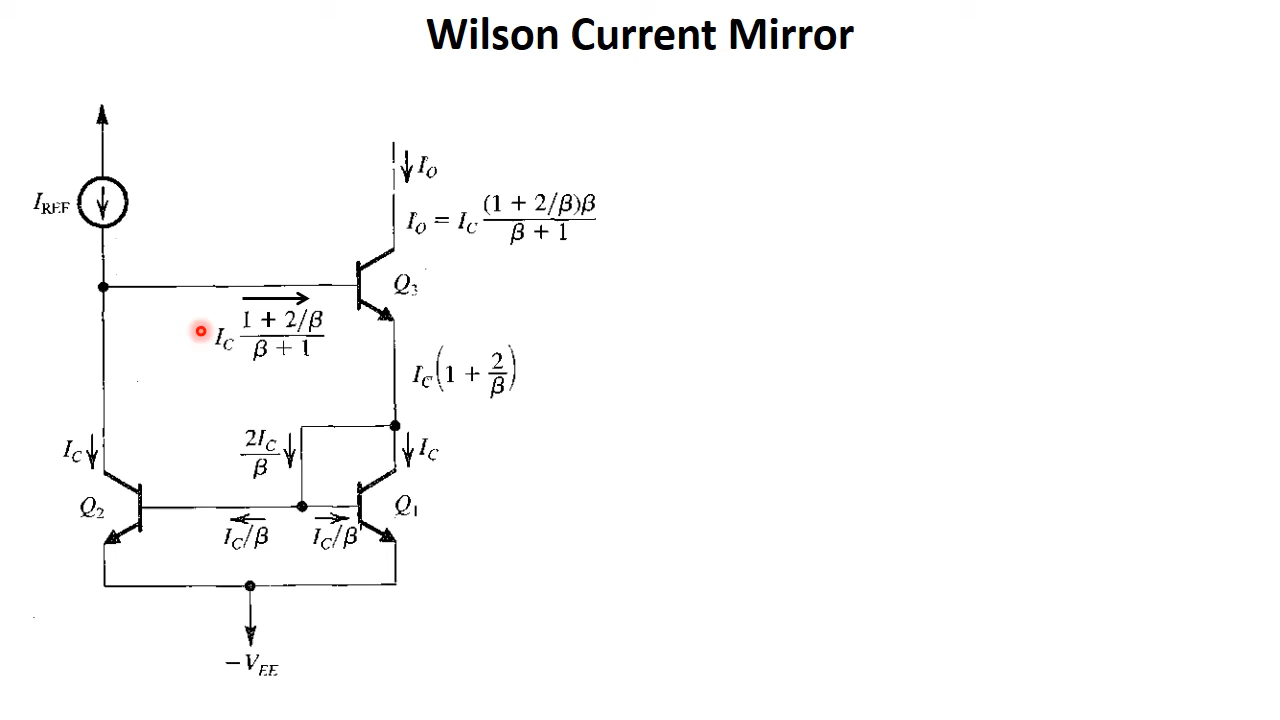 Wilson Current Mirror
I_REF
↓ I_O
I_O = I_C (1 + 2/β)β / β + 1
Q_3
I_C 1 + 2/β / β + 1
I_C(1 + 2/β)
I_C
2I_C / β
I_C
Q_2
Q_1
I_C/β
I_C/β
−V_EE